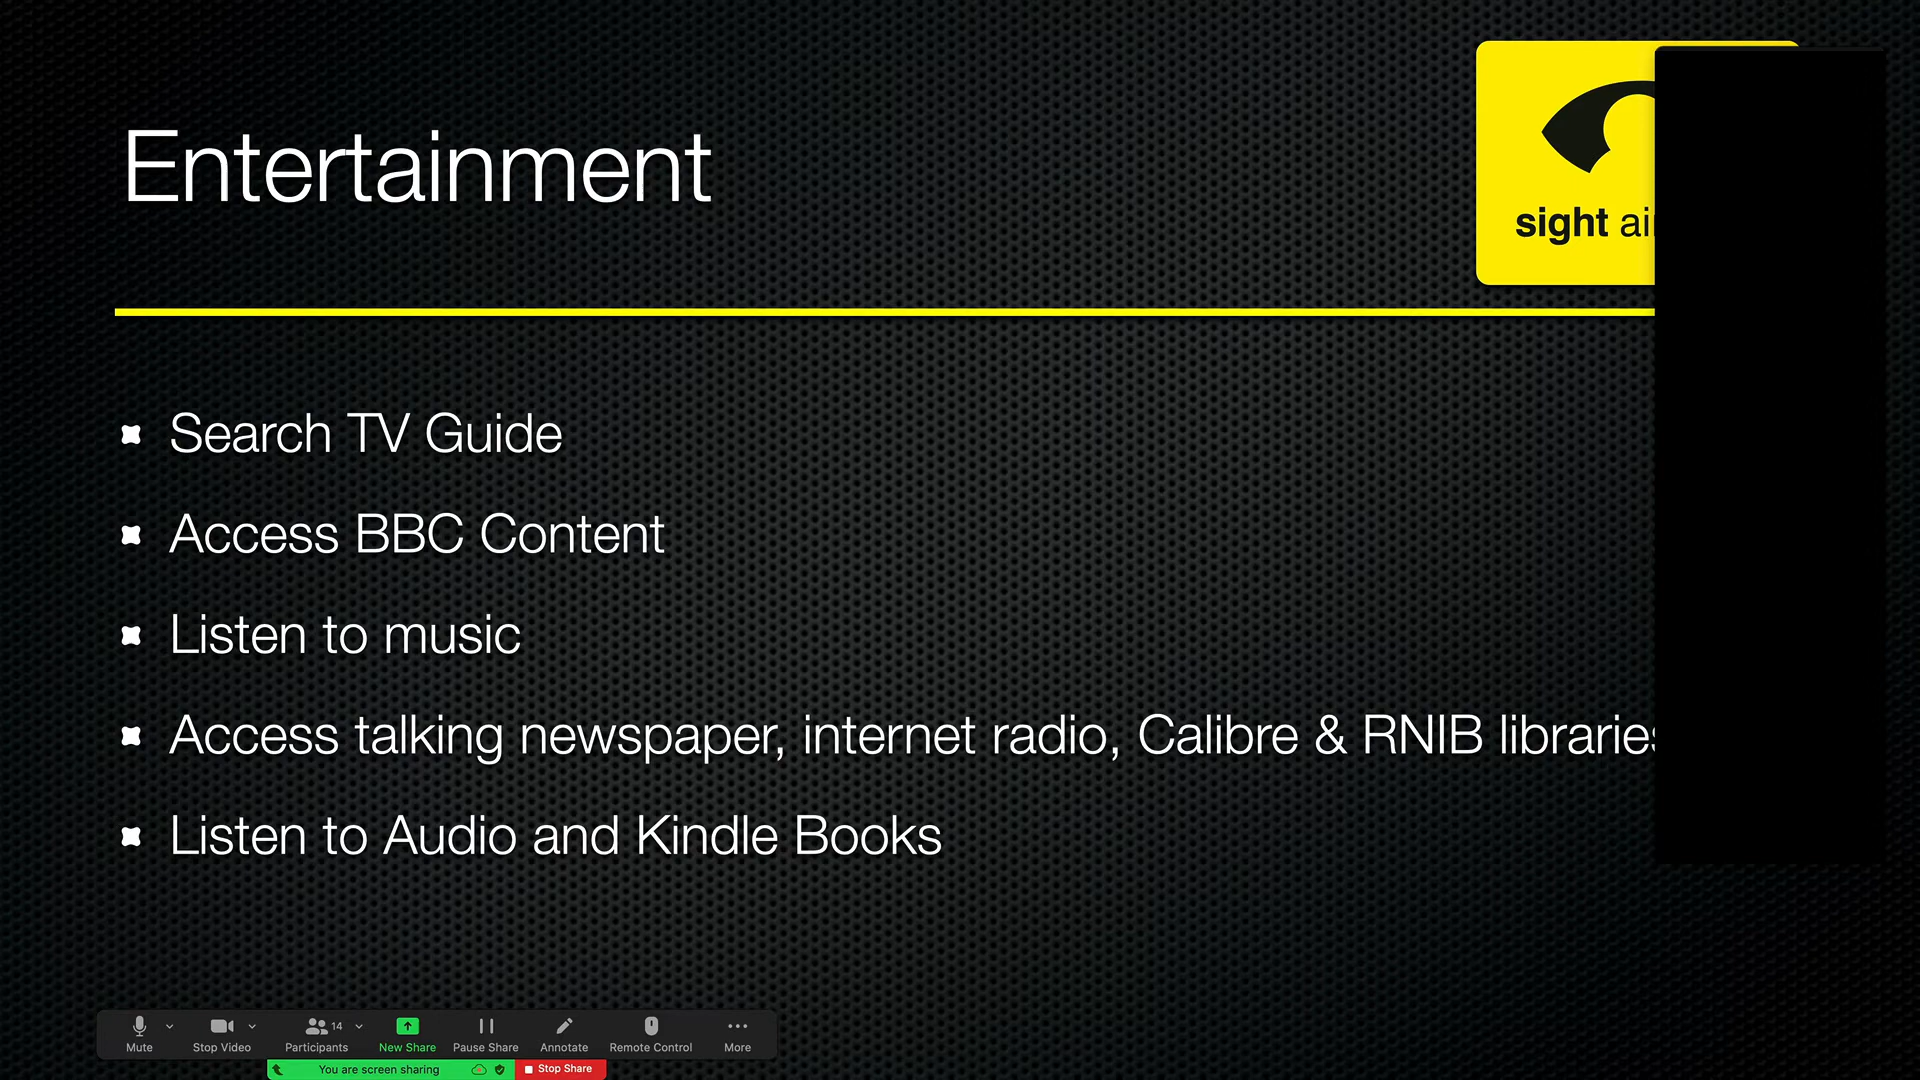 Entertainment
sight
Search TV Guide
Access BBC Content
Listen to music
Access talking newspaper, internet radio, Calibre & RNIB libraries
Listen to Audio and Kindle Books
14
Mute Stop Video Participants New Share Pause Share Annotate Remote Control More
You are screen sharing Stop Share